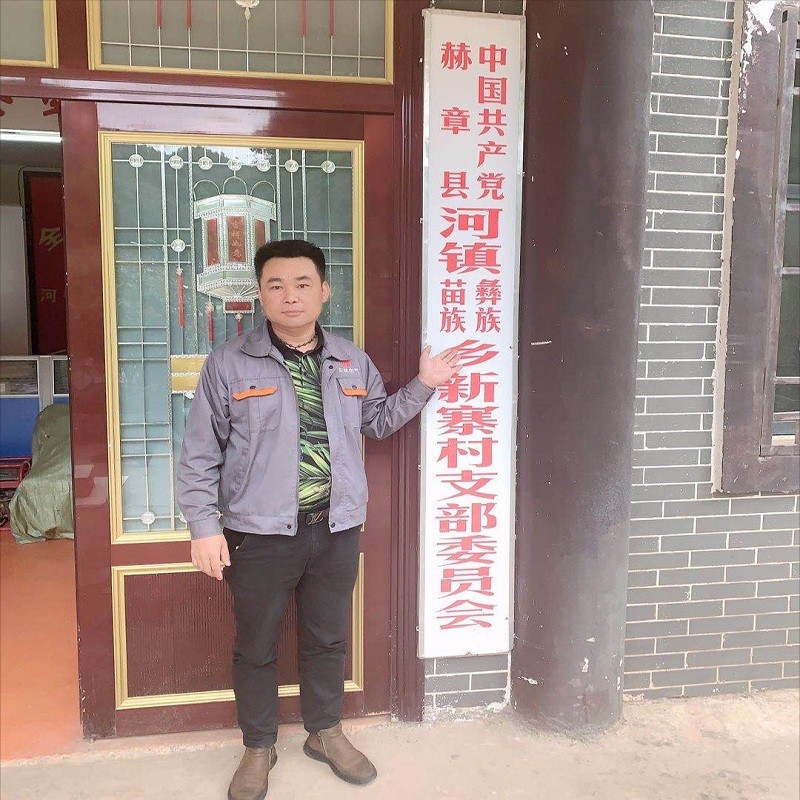 中国共产党
赫章县
河镇
彝族
苗族
乡新寨村支部委员会